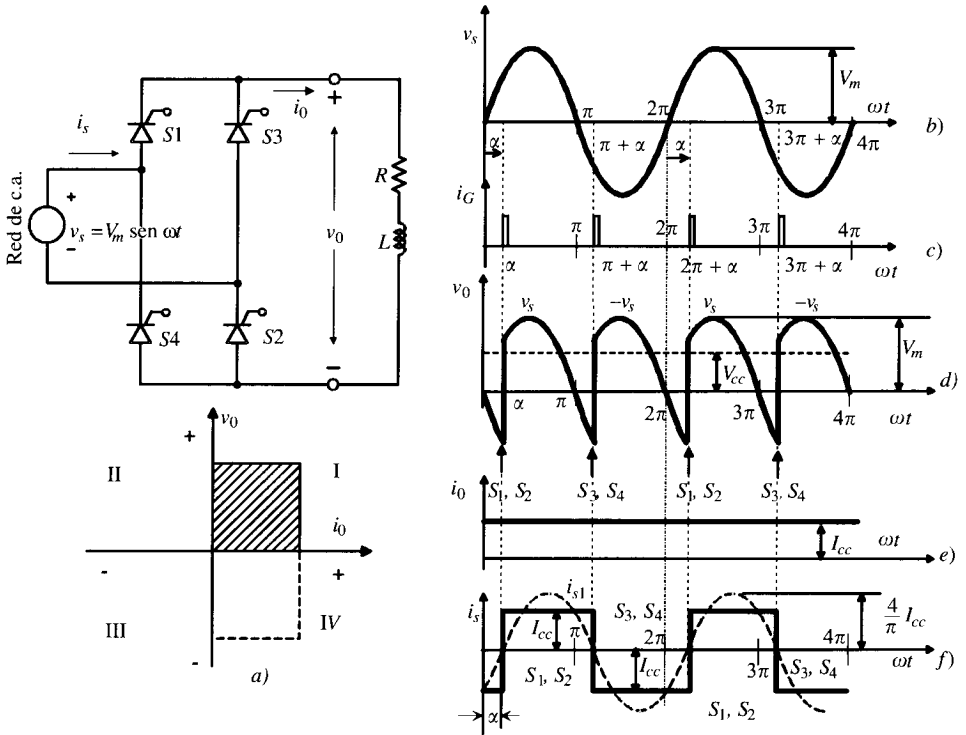 Red de c.a.
i_s
S1
S3
i_0
+
R
v_0
L
+
v_s = V_m sen ωt
-
S4
S2
-
v_0
+
II
I
i_0
-
+
III
IV
-
a)
v_s
V_m
π
2π
3π
ωt
b)
α
π + α
α
3π + α
4π
i_G
π
2π
3π
4π
c)
α
π + α
2π + α
3π + α
ωt
v_0
v_s
-v_s
v_s
-v_s
V_m
V_cc
d)
α
π
2π
3π
4π
ωt
i_0
S_1, S_2
S_3, S_4
S_1, S_2
S_3, S_4
I_cc
ωt
e)
i_s
i_s1
S_3, S_4
4/π I_cc
I_cc
π
2π
4π
I_cc
3π
ωt
f)
S_1, S_2
S_3, S_4
α
S_1, S_2